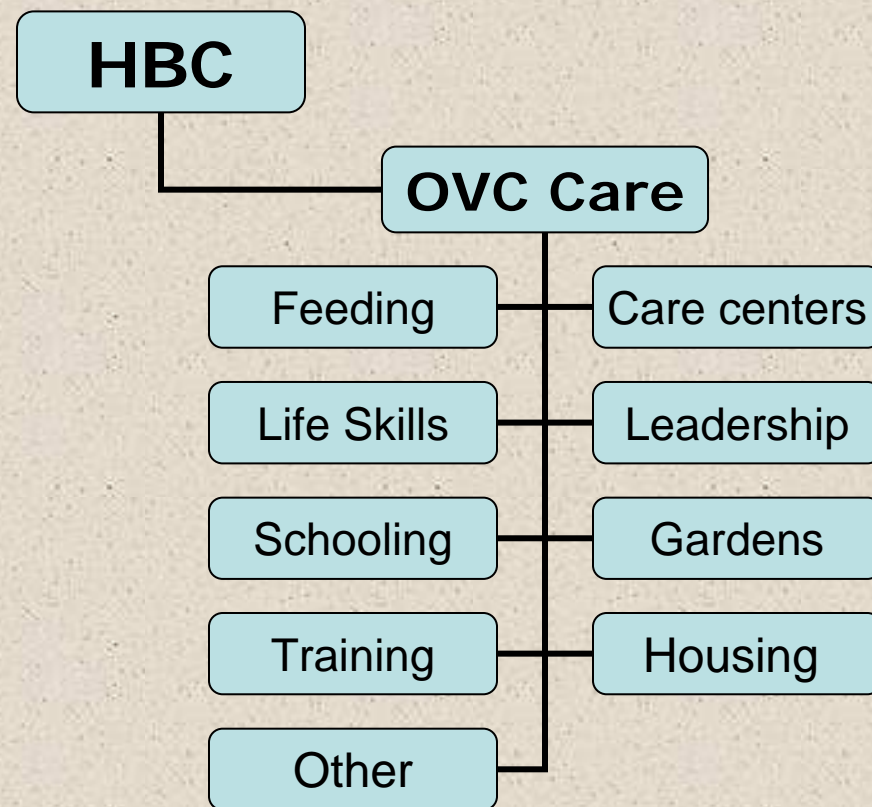 HBC
OVC Care
Feeding
Care centers
Life Skills
Leadership
Schooling
Gardens
Training
Housing
Other